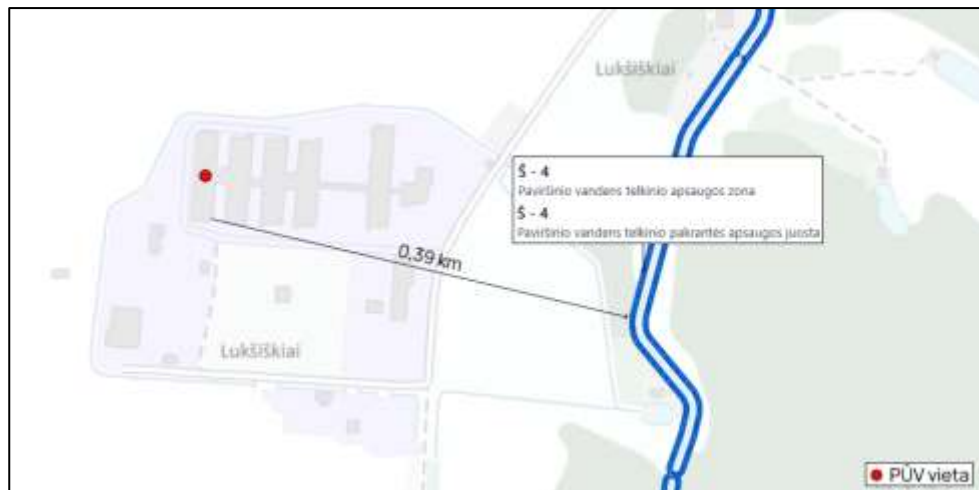 Lukšiškiai
Š - 4
Paviršinio vandens telkinio apsaugos zona
Š - 4
Paviršinio vandens telkinio pakrantės apsaugos juosta
0,39 km
Lukšiškiai
PŪV vieta